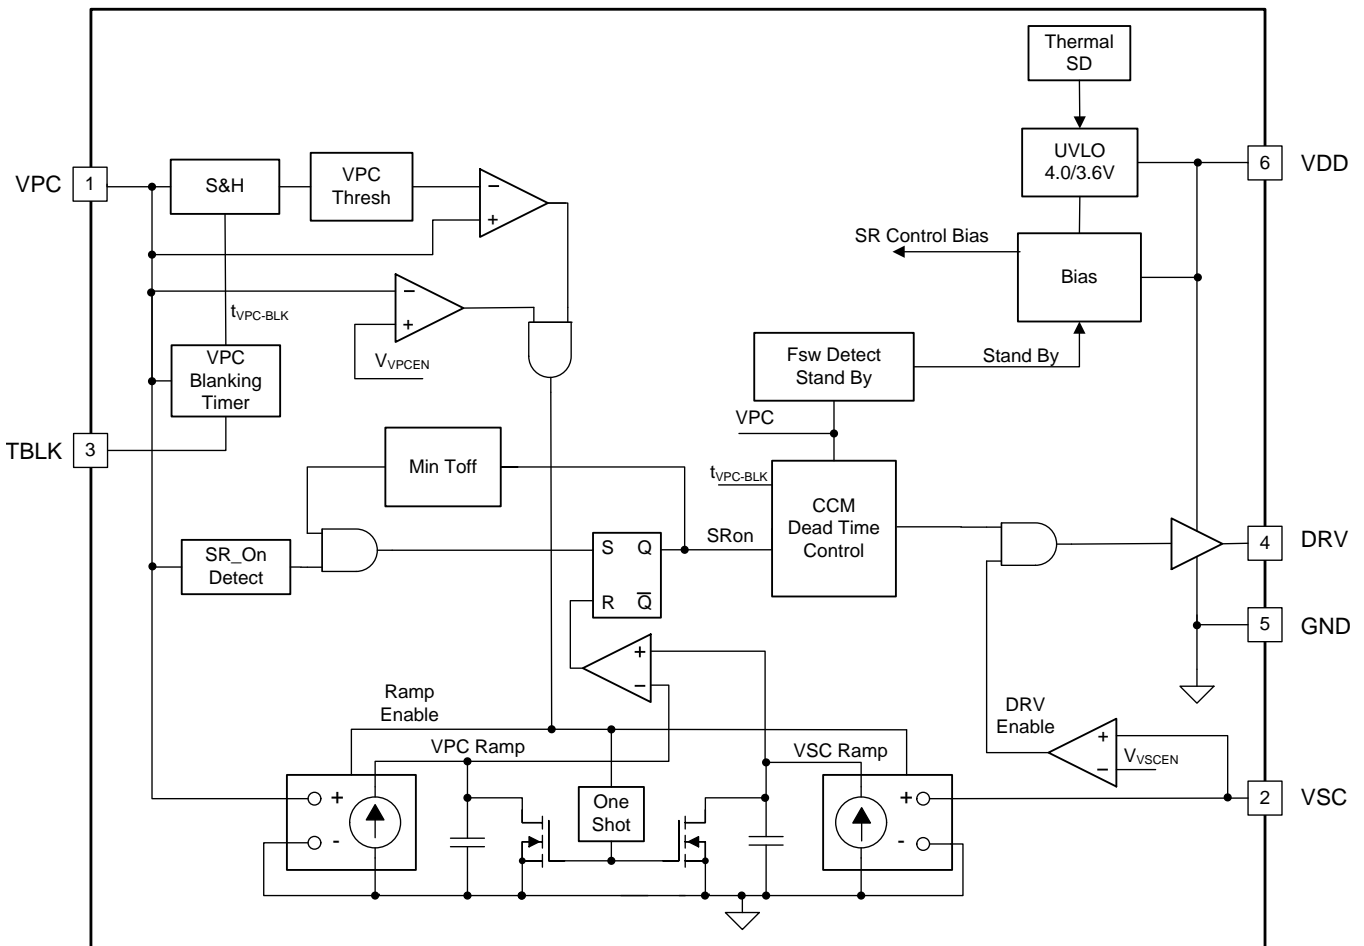 Thermal
SD
UVLO
4.0/3.6V
6
VDD
VPC
1
S&H
VPC
Thresh
−
+
SR Control Bias
Bias
tVPC-BLK
−
+
VVPCEN
VPC
Blanking
Timer
Fsw Detect
Stand By
Stand By
VPC
TBLK
3
Min Toff
tVPC-BLK
CCM
Dead Time
Control
SR_On
Detect
S
Q
R
Q̅
SRon
4
DRV
5
GND
+
−
Ramp
Enable
DRV
Enable
VPC Ramp
VSC Ramp
+
−
VVSCEN
+
-
One
Shot
+
-
2
VSC